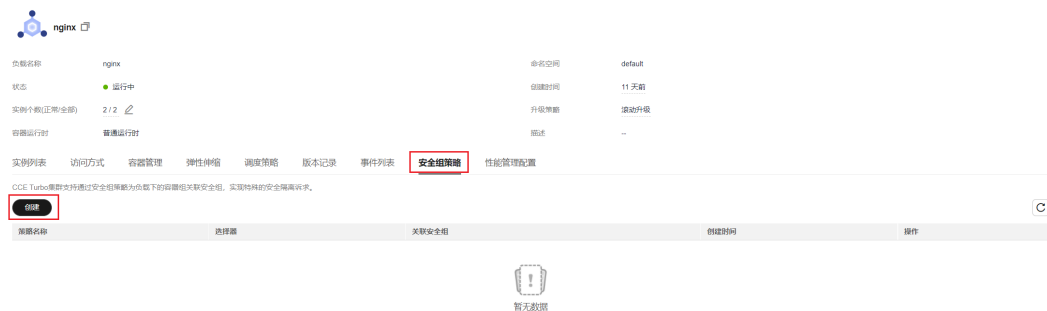 nginx
负载名称 nginx 命名空间 default
状态 运行中 创建时间 11 天前
实例个数(正常/全部) 2 / 2 升级策略 滚动升级
容器运行时 普通运行时 描述 --
实例列表 访问方式 容器管理 弹性伸缩 调度策略 版本记录 事件列表 安全组策略 性能管理配置
CCE Turbo集群支持通过安全组策略为负载下的容器组关联安全组，实现特殊的安全隔离诉求。
创建
策略名称 选择器 关联安全组 创建时间 操作
暂无数据